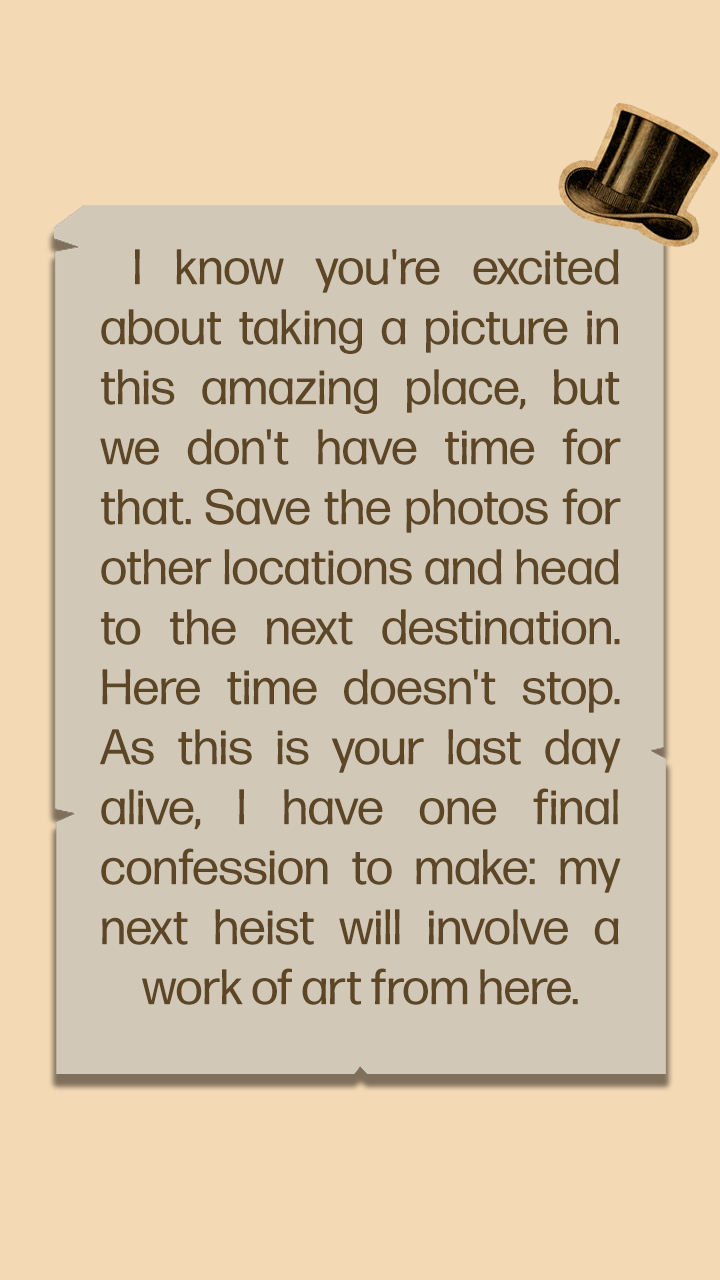 I know you're excited
about taking a picture in
this amazing place, but
we don't have time for
that. Save the photos for
other locations and head
to the next destination.
Here time doesn't stop.
As this is your last day
alive, I have one final
confession to make: my
next heist will involve a
work of art from here.